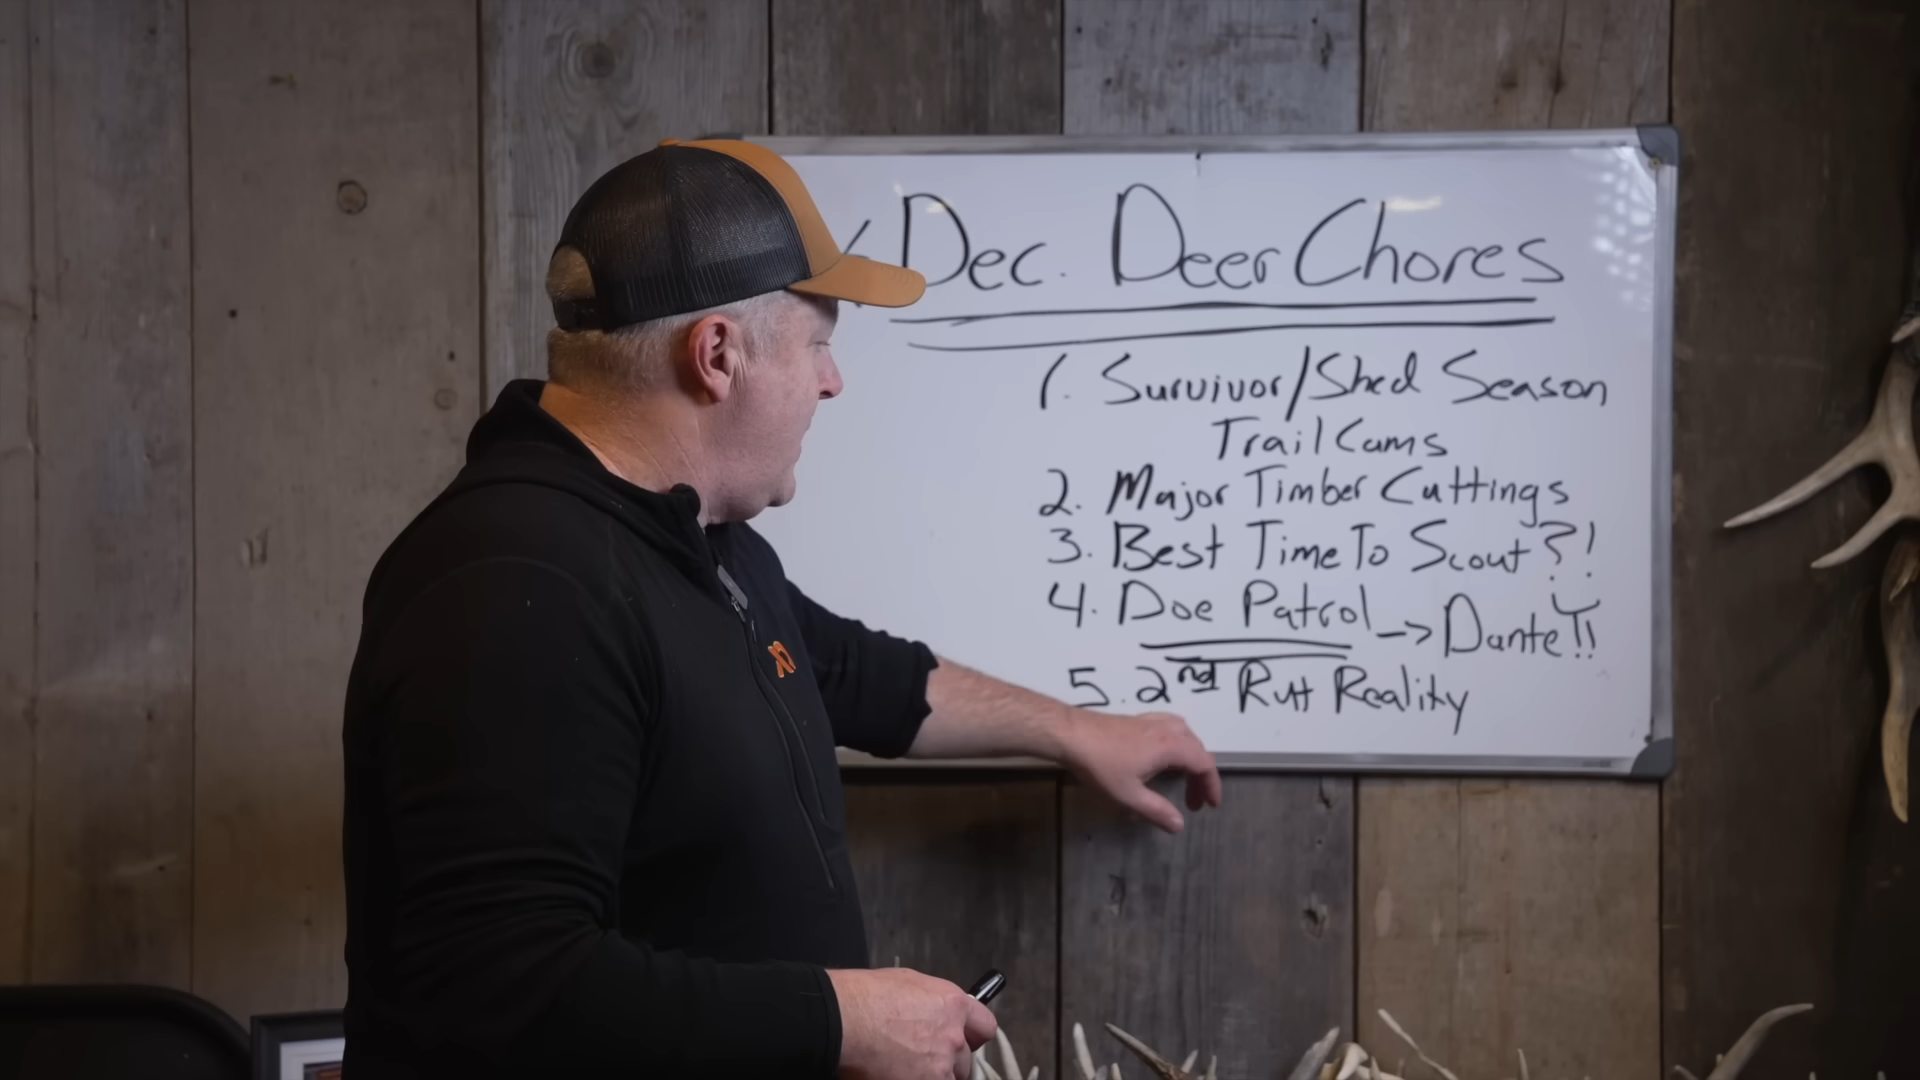 Dec. Deer Chores
1. Survivor/Shed Season
Trail Cams
2. Major Timber Cuttings
3. Best Time To Scout?!
4. Doe Patrol -> Dante!!
5. 2nd Rut Reality